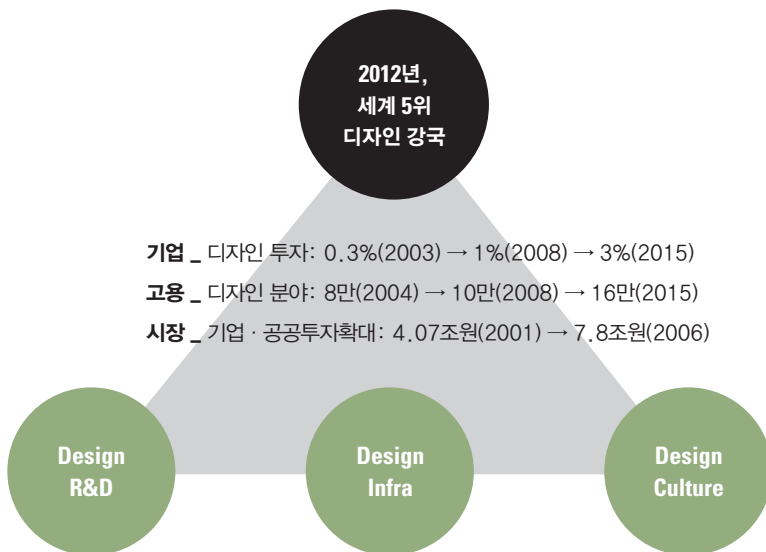 2012년,
세계 5위
디자인 강국
기업 _ 디자인 투자: 0.3%(2003) → 1%(2008) → 3%(2015)
고용 _ 디자인 분야: 8만(2004) → 10만(2008) → 16만(2015)
시장 _ 기업 · 공공투자확대: 4.07조원(2001) → 7.8조원(2006)
Design
R&D
Design
Infra
Design
Culture